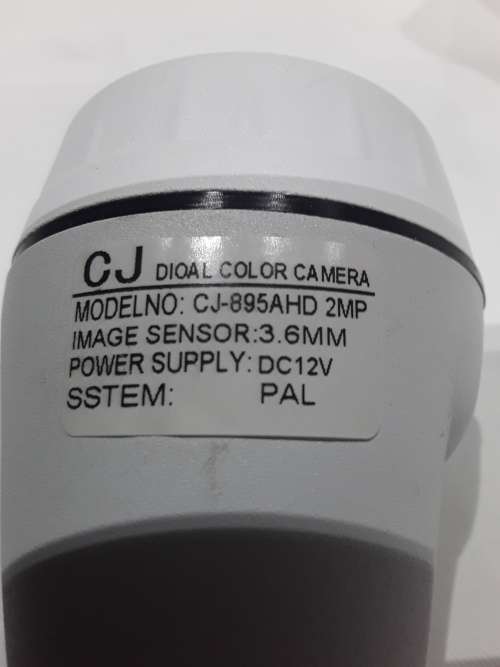 CJ DIOAL COLOR CAMERA
MODELNO: CJ-895AHD 2MP
IMAGE SENSOR:3.6MM
POWER SUPPLY: DC12V
SSTEM: PAL